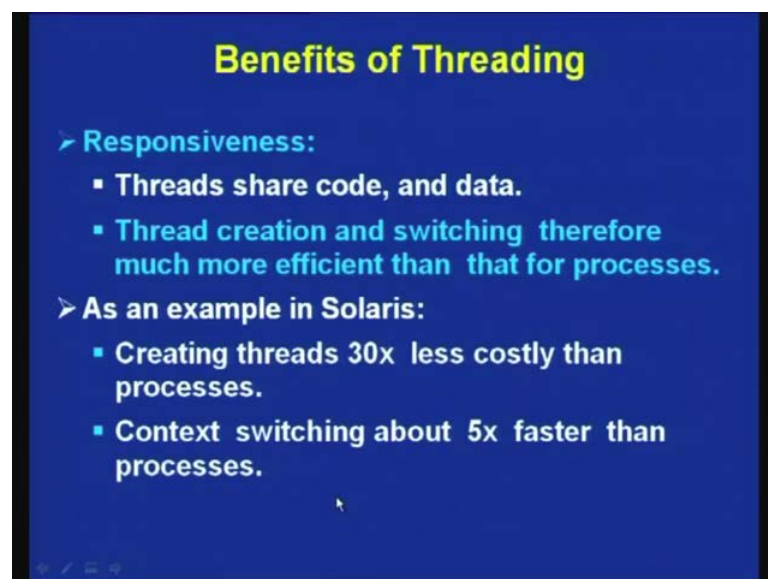 Benefits of Threading
➢ Responsiveness:
▪ Threads share code, and data.
▪ Thread creation and switching therefore
much more efficient than that for processes.
➢ As an example in Solaris:
▪ Creating threads 30x less costly than
processes.
▪ Context switching about 5x faster than
processes.